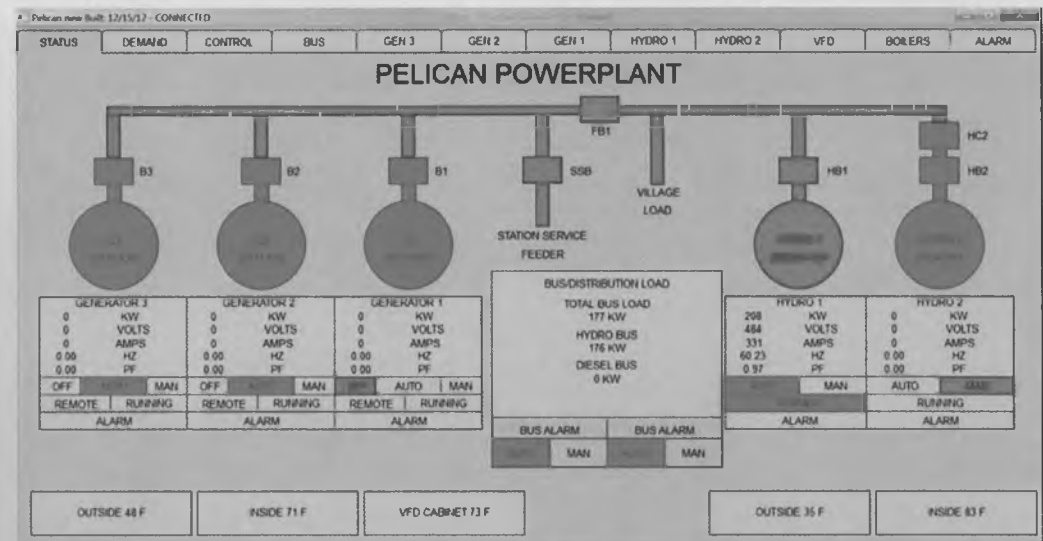 Pelican new Built 12/15/12 - CONNECTED
STATUS DEMAND CONTROL BUS GEN 3 GEN 2 GEN 1 HYDRO 1 HYDRO 2 VFD BOILERS ALARM
PELICAN POWERPLANT
FB1
HC2
B3 B2 B1 SSB HB1 HB2
VILLAGE
LOAD
STATION SERVICE
FEEDER
GENERATOR 3
0 KW
0 VOLTS
0 AMPS
0.00 HZ
0.00 PF
OFF MAN
REMOTE RUNNING
ALARM
GENERATOR 2
0 KW
0 VOLTS
0 AMPS
0.00 HZ
0.00 PF
OFF AUTO MAN
REMOTE RUNNING
ALARM
GENERATOR 1
0 KW
0 VOLTS
0 AMPS
0.00 HZ
0.00 PF
OFF AUTO MAN
REMOTE RUNNING
ALARM
BUS/DISTRIBUTION LOAD
TOTAL BUS LOAD
177 KW
HYDRO BUS
176 KW
DIESEL BUS
0 KW
BUS ALARM BUS ALARM
MAN MAN
HYDRO 1
208 KW
484 VOLTS
331 AMPS
60.23 HZ
0.97 PF
MAN
ALARM
HYDRO 2
0 KW
0 VOLTS
0 AMPS
0.00 HZ
0.00 PF
AUTO MAN
RUNNING
ALARM
OUTSIDE 48 F INSIDE 71 F VFD CABINET 73 F OUTSIDE 35 F INSIDE 83 F